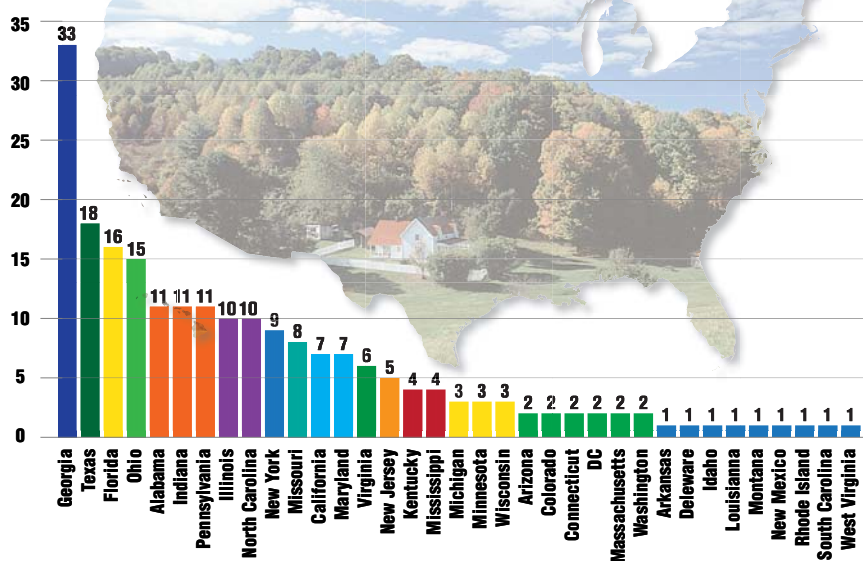 35
33
30
25
20
18
16
15
15
11 11 11
10 10
10
9
8
7 7
6
5
5
4 4
3 3 3
2 2 2 2 2 2
1 1 1 1 1 1 1 1 1
0
Georgia
Texas
Florida
Ohio
Alabama
Indiana
Pennsylvania
Illinois
North Carolina
New York
Missouri
California
Maryland
Virginia
New Jersey
Kentucky
Mississippi
Michigan
Minnesota
Wisconsin
Arizona
Colorado
Connecticut
DC
Massachusetts
Washington
Arkansas
Deleware
Idaho
Louisianna
Montana
New Mexico
Rhode Island
South Carolina
West Virginia